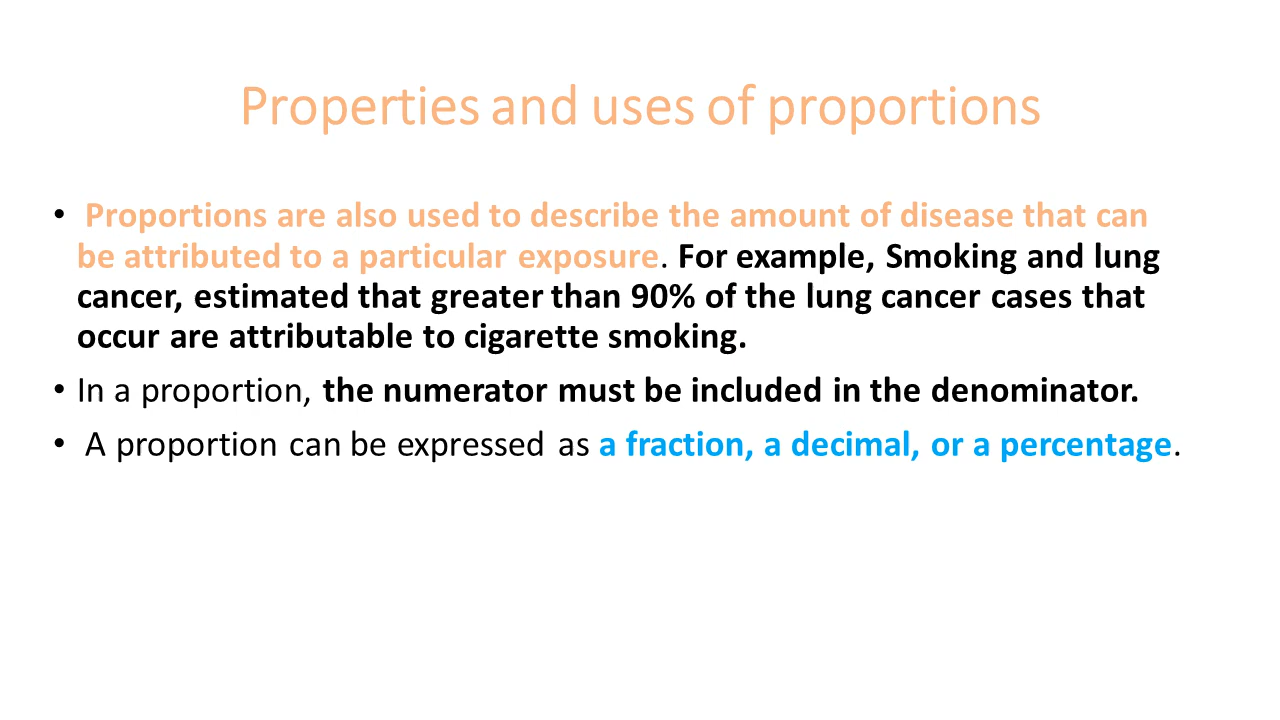 Properties and uses of proportions
• Proportions are also used to describe the amount of disease that can
be attributed to a particular exposure. For example, Smoking and lung
cancer, estimated that greater than 90% of the lung cancer cases that
occur are attributable to cigarette smoking.
• In a proportion, the numerator must be included in the denominator.
• A proportion can be expressed as a fraction, a decimal, or a percentage.